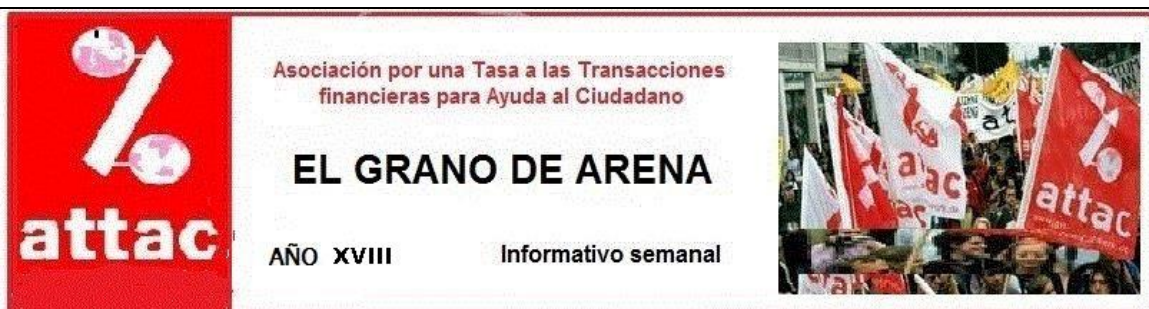 attac
Asociación por una Tasa a las Transacciones
financieras para Ayuda al Ciudadano
EL GRANO DE ARENA
AÑO XVIII
Informativo semanal
at
attac
attac